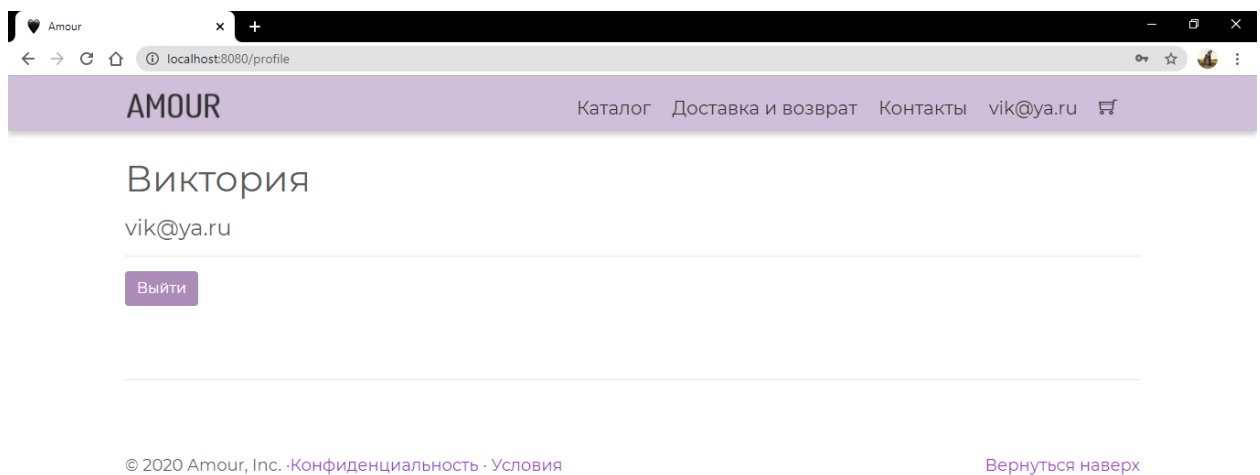 Amour
localhost:8080/profile
AMOUR Каталог Доставка и возврат Контакты vik@ya.ru
Виктория
vik@ya.ru
Выйти
© 2020 Amour, Inc. ·Конфиденциальность · Условия Вернуться наверх